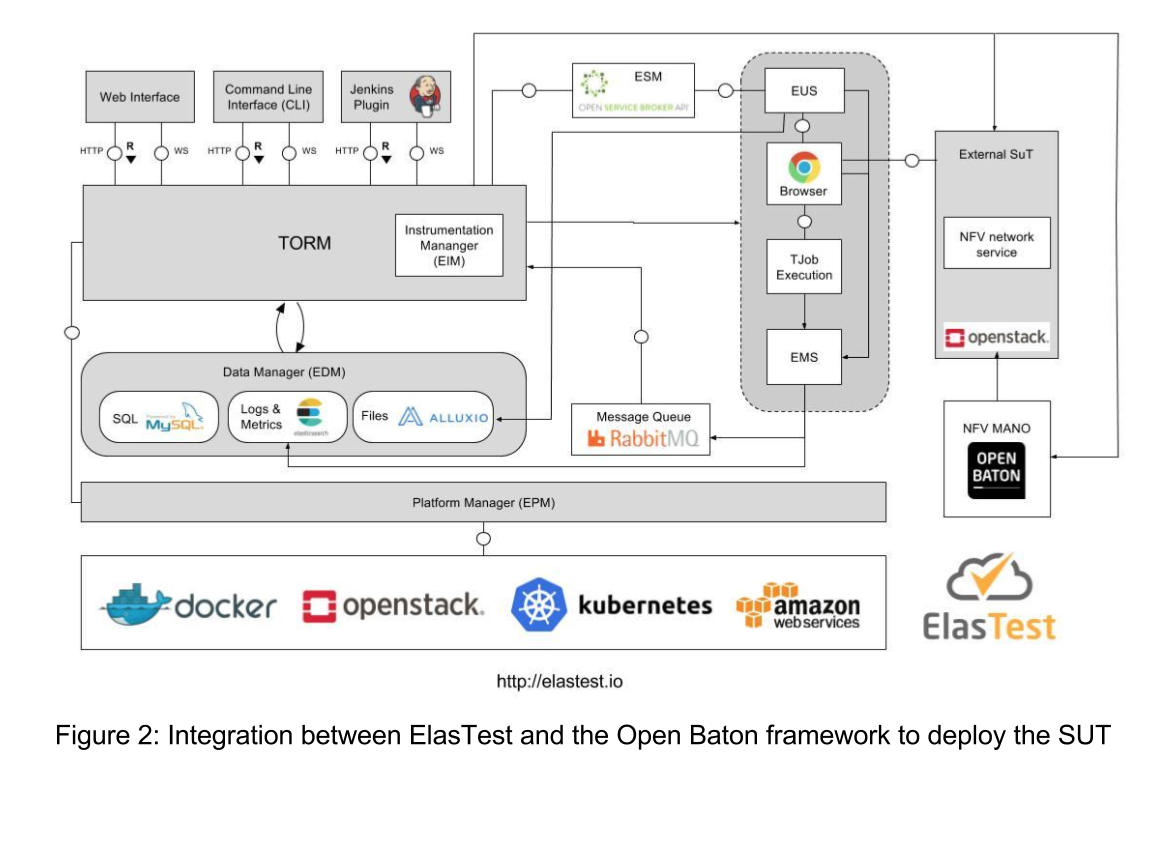 Web Interface
Command Line
Interface (CLI)
Jenkins
Plugin
ESM
OPEN SERVICE BROKER API
EUS
HTTP
R
WS
HTTP
R
WS
HTTP
R
WS
External SuT
Browser
TORM
Instrumentation
Mananger
(EIM)
NFV network
service
TJob
Execution
openstack.
EMS
Data Manager (EDM)
SQL
Powered by
MySQL
Logs &
Metrics
elasticsearch
Files
ALLUXIO
Message Queue
RabbitMQ
NFV MANO
OPEN
BATON
Platform Manager (EPM)
docker
openstack.
kubernetes
amazon
webservices
ElasTest
http://elastest.io
Figure 2: Integration between ElasTest and the Open Baton framework to deploy the SUT